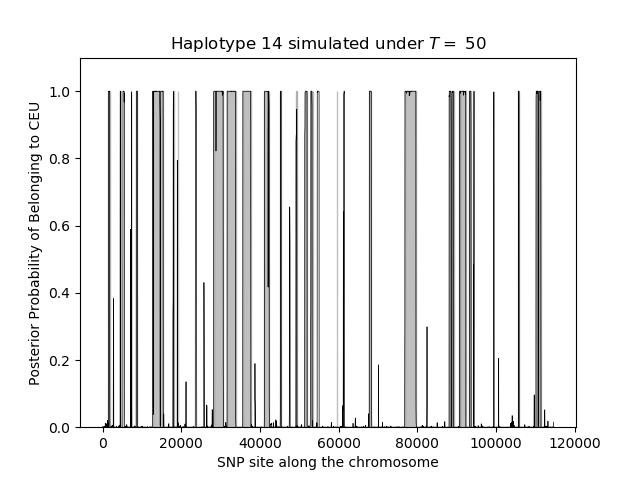 Haplotype 14 simulated under T = 50
Posterior Probability of Belonging to CEU
1.0
0.8
0.6
0.4
0.2
0.0
0 20000 40000 60000 80000 100000 120000
SNP site along the chromosome